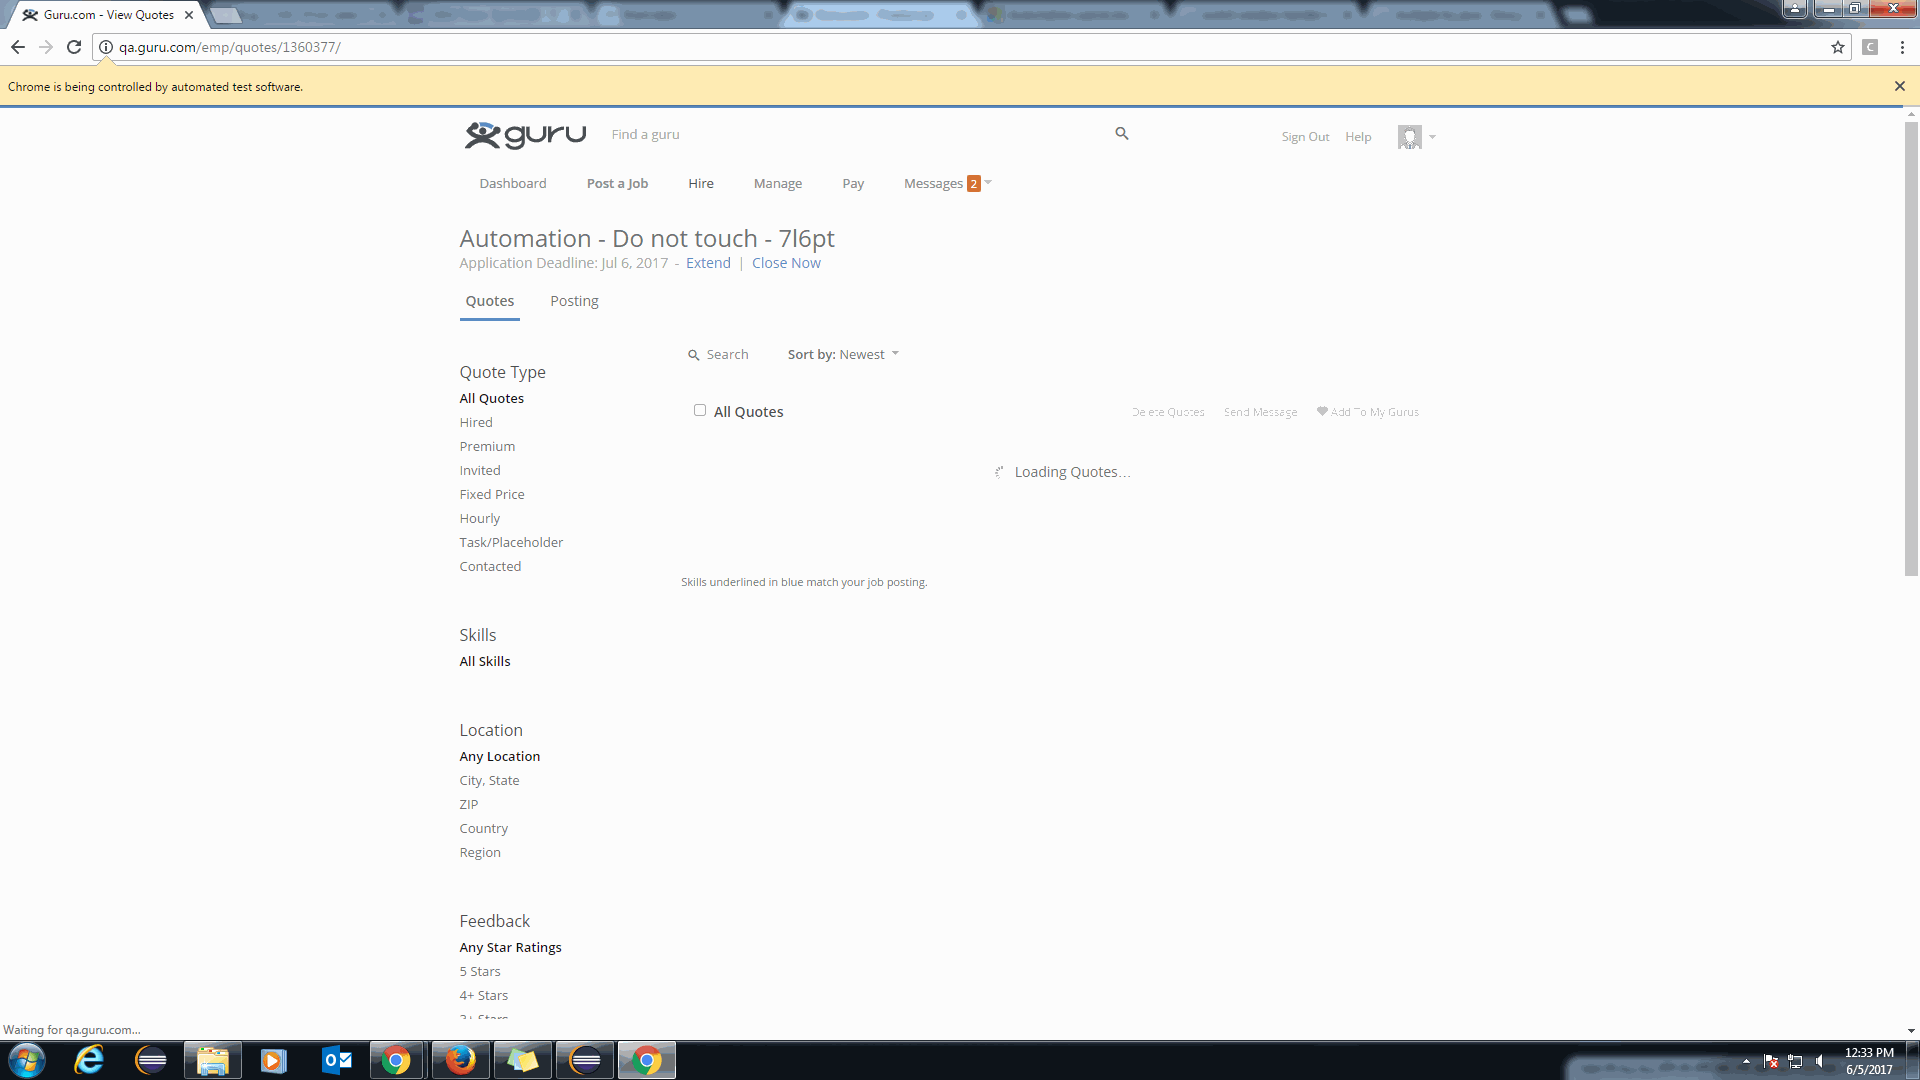 Guru.com - View Quotes
qa.guru.com/emp/quotes/1360377/
C
Chrome is being controlled by automated test software.
guru
Find a guru
Sign Out
Help
Dashboard
Post a Job
Hire
Manage
Pay
Messages 2
Automation - Do not touch - 7l6pt
Application Deadline: Jul 6, 2017 - Extend | Close Now
Quotes
Posting
Search
Sort by: Newest
Quote Type
All Quotes
Hired
Premium
Invited
Fixed Price
Hourly
Task/Placeholder
Contacted
All Quotes
Delete Quotes
Send Message
Add To My Gurus
Loading Quotes...
Skills underlined in blue match your job posting.
Skills
All Skills
Location
Any Location
City, State
ZIP
Country
Region
Feedback
Any Star Ratings
5 Stars
4+ Stars
3+ Stars
Waiting for qa.guru.com...
12:33 PM
6/5/2017